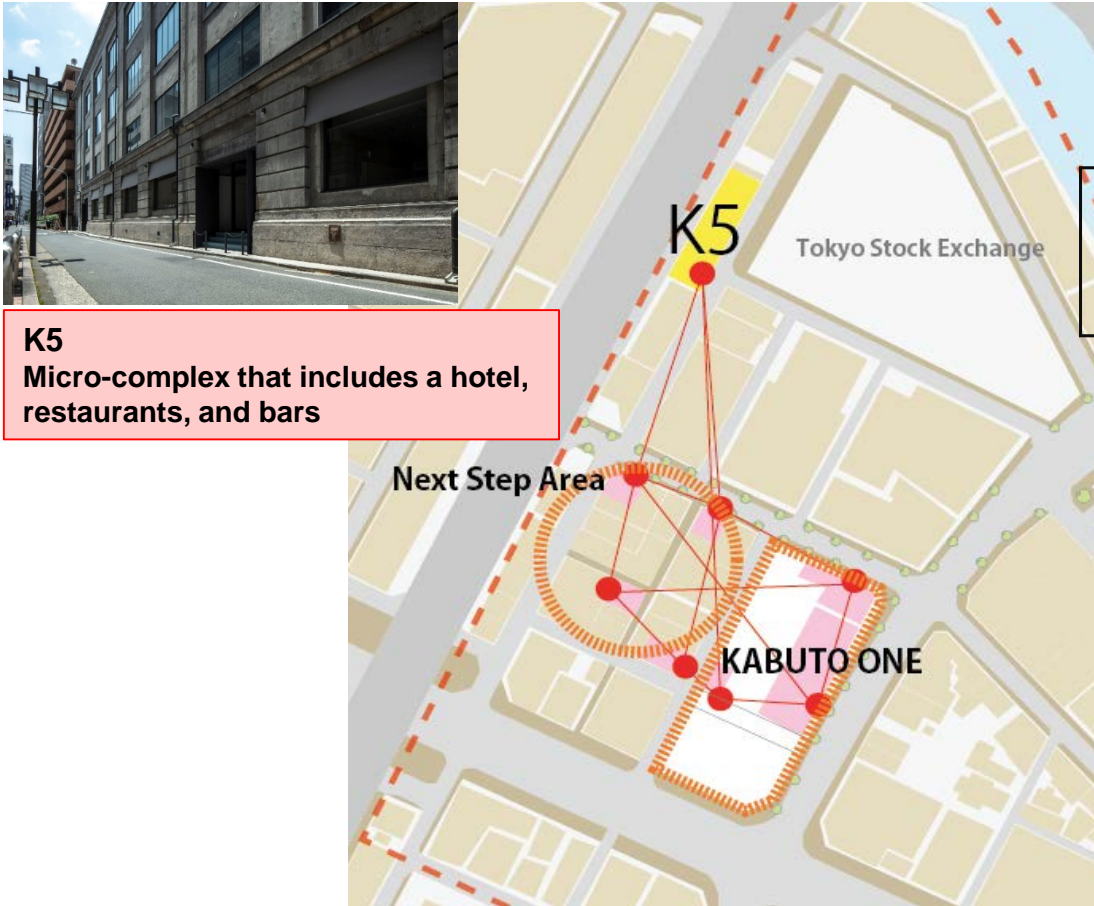 K5
Tokyo Stock Exchange
K5
Micro-complex that includes a hotel,
restaurants, and bars
Next Step Area
KABUTO ONE